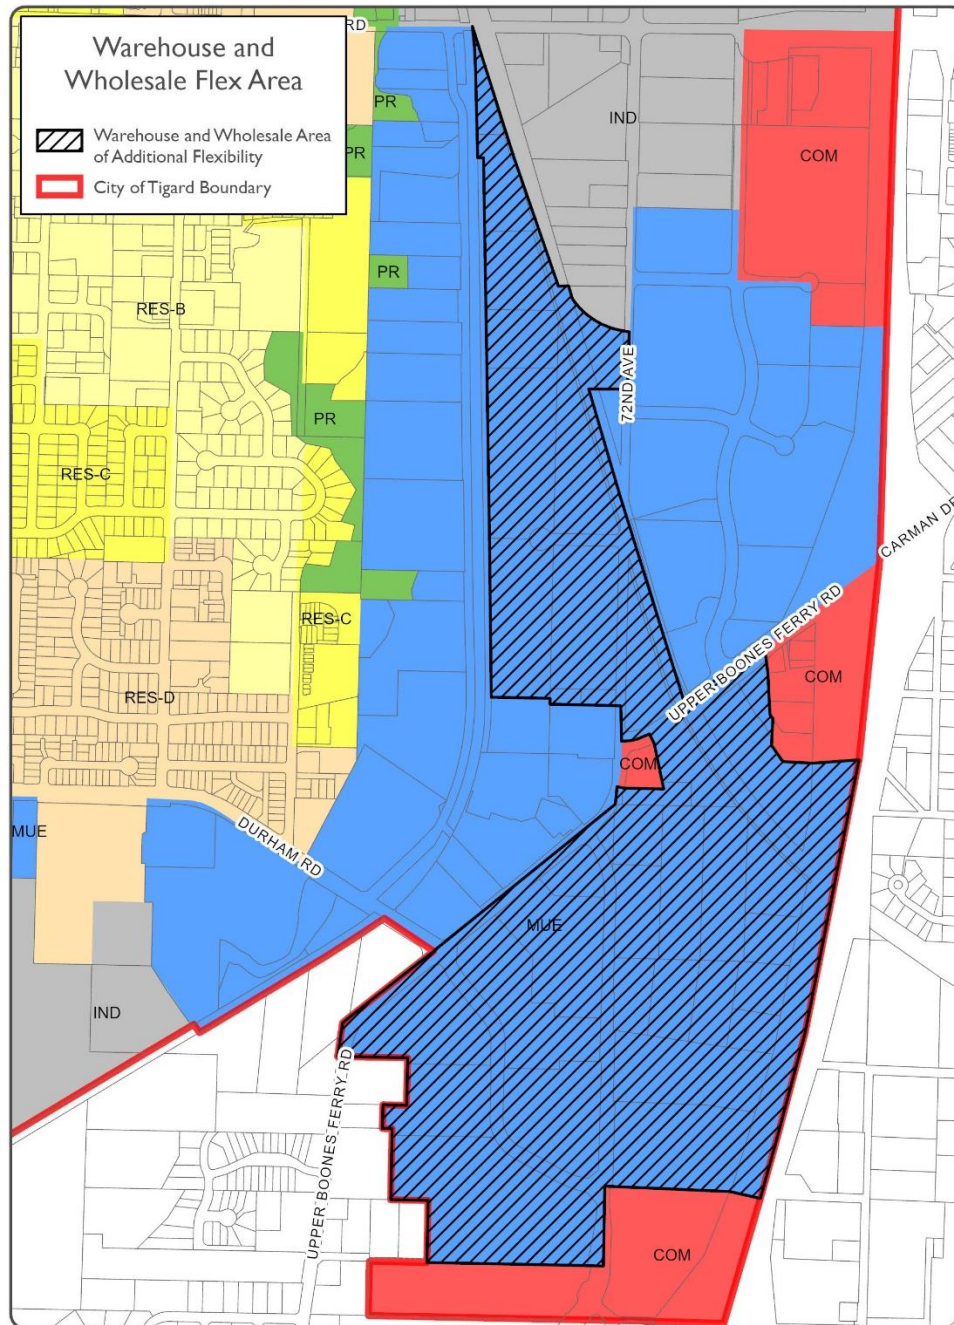 Warehouse and
Wholesale Flex Area
Warehouse and Wholesale Area
of Additional Flexibility
City of Tigard Boundary
RD
PR
PR
IND
COM
PR
RES-B
72ND AVE
PR
RES-C
CARMAN DR
RES-C
UPPER BOONES FERRY RD
COM
RES-D
COM
MUE
DURHAM RD
MUE
IND
UPPER BOONES FERRY RD
COM